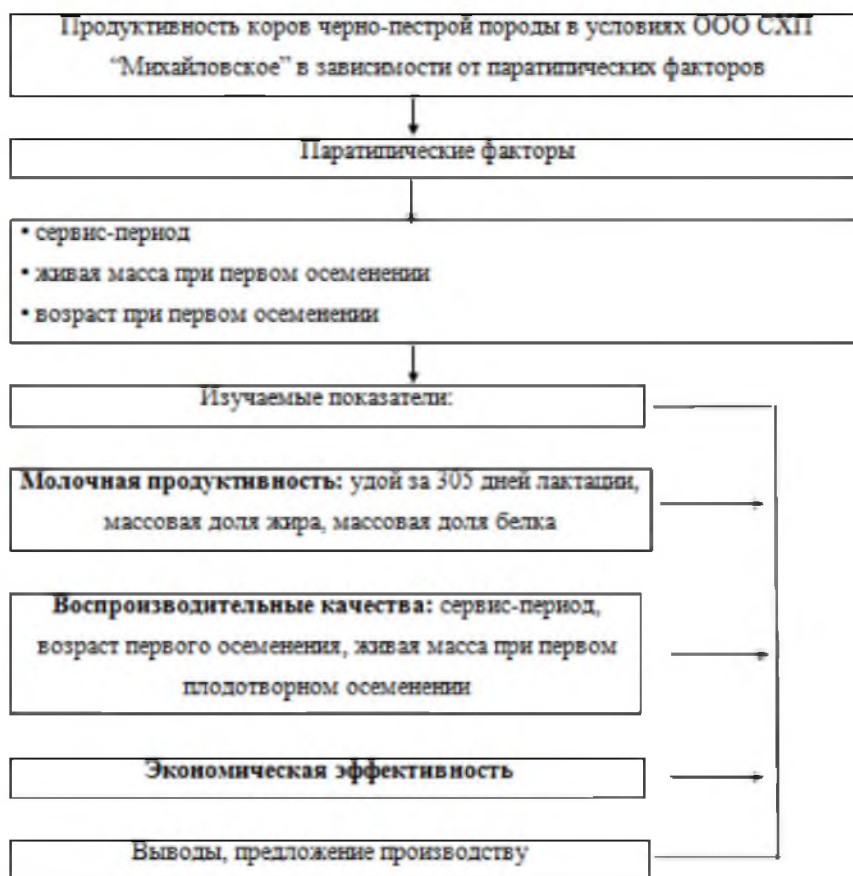 Продуктивность коров черно-пестрой породы в условиях ООО СХП
“Михайловское” в зависимости от паратипических факторов
Паратипические факторы
• сервис-период
• живая масса при первом осеменении
• возраст при первом осеменении
Изучаемые показатели:
Молочная продуктивность: удой за 305 дней лактации,
массовая доля жира, массовая доля белка
Воспроизводительные качества: сервис-период,
возраст первого осеменения, живая масса при первом
плодотворном осеменении
Экономическая эффективность
Выводы, предложение производству